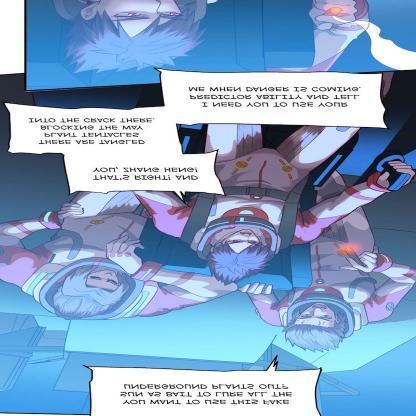 YOU WANT TO USE THIS FAKE
SUN AS BAIT TO LURE ALL THE
UNDERGROUND PLANTS OUT?
THAT'S RIGHT! AND
YOU, ZHANG HENG!
THERE ARE TANGLED
PLANT TENTACLES
BLOCKING THE WAY
INTO THE CRACK THERE.
I NEED YOU TO USE YOUR
PREDICTOR ABILITY AND TELL
ME WHEN DANGER IS COMING.